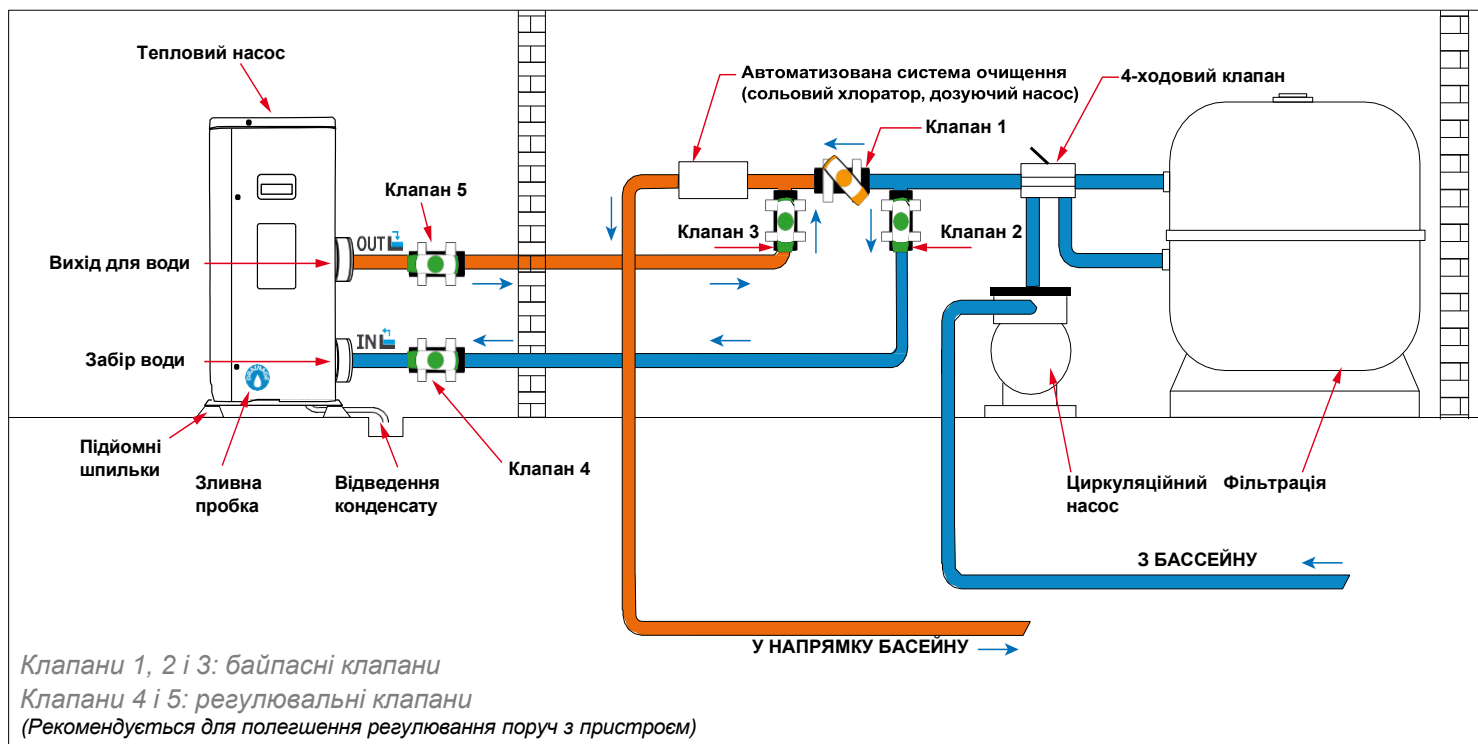 Тепловий насос
Автоматизована система очищення
(сольовий хлоратор, дозуючий насос)
4-ходовий клапан
Клапан 1
Клапан 5
Клапан 3
Клапан 2
OUT
Вихід для води
IN
Забір води
Підйомні
шпильки
Зливна
пробка
Відведення
конденсату
Клапан 4
Циркуляційний
насос
Фільтрація
З БАССЕЙНУ
У НАПРЯМКУ БАСЕЙНУ
Клапани 1, 2 і 3: байпасні клапани
Клапани 4 і 5: регулювальні клапани
(Рекомендується для полегшення регулювання поруч з пристроєм)